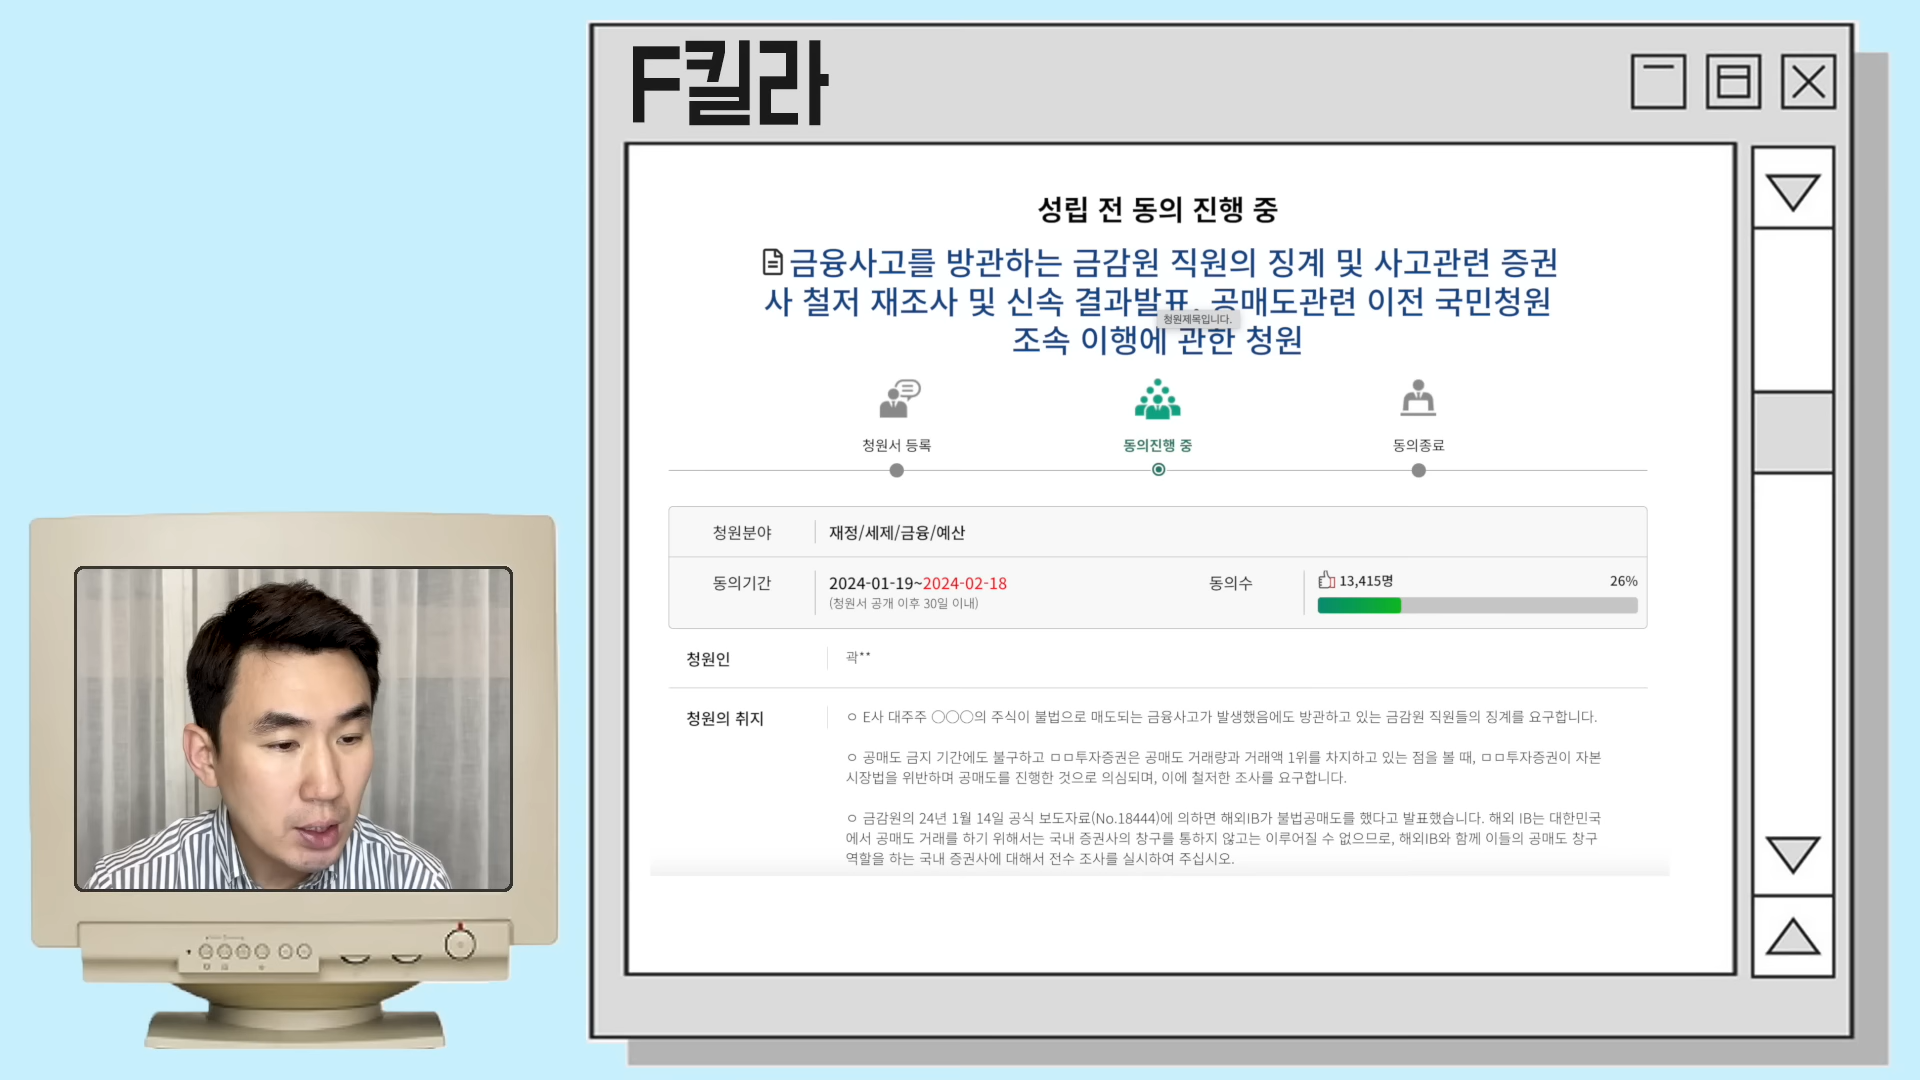 F킬라
성립 전 동의 진행 중
금융사고를 방관하는 금감원 직원의 징계 및 사고관련 증권
사 철저 재조사 및 신속 결과발표. 공매도관련 이전 국민청원
청원제목입니다.
조속 이행에 관한 청원
청원서 등록
동의진행 중
동의종료
청원분야 재정/세제/금융/예산
동의기간 2024-01-19~2024-02-18 동의수 13,415명 26%
(청원서 공개 이후 30일 이내)
청원인 곽**
청원의 취지 ㅇ E사 대주주 〇〇〇의 주식이 불법으로 매도되는 금융사고가 발생했음에도 방관하고 있는 금감원 직원들의 징계를 요구합니다.
ㅇ 공매도 금지 기간에도 불구하고 ㅁㅁ투자증권은 공매도 거래량과 거래액 1위를 차지하고 있는 점을 볼 때, ㅁㅁ투자증권이 자본
시장법을 위반하며 공매도를 진행한 것으로 의심되며, 이에 철저한 조사를 요구합니다.
ㅇ 금감원의 24년 1월 14일 공식 보도자료(No.18444)에 의하면 해외IB가 불법공매도를 했다고 발표했습니다. 해외 IB는 대한민국
에서 공매도 거래를 하기 위해서는 국내 증권사의 창구를 통하지 않고는 이루어질 수 없으므로, 해외IB와 함께 이들의 공매도 창구
역할을 하는 국내 증권사에 대해서 전수 조사를 실시하여 주십시오.